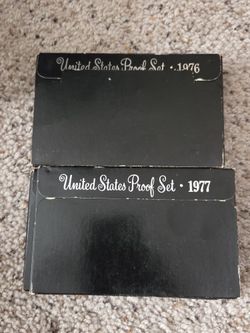 United States Proof Set · 1976
United States Proof Set · 1977